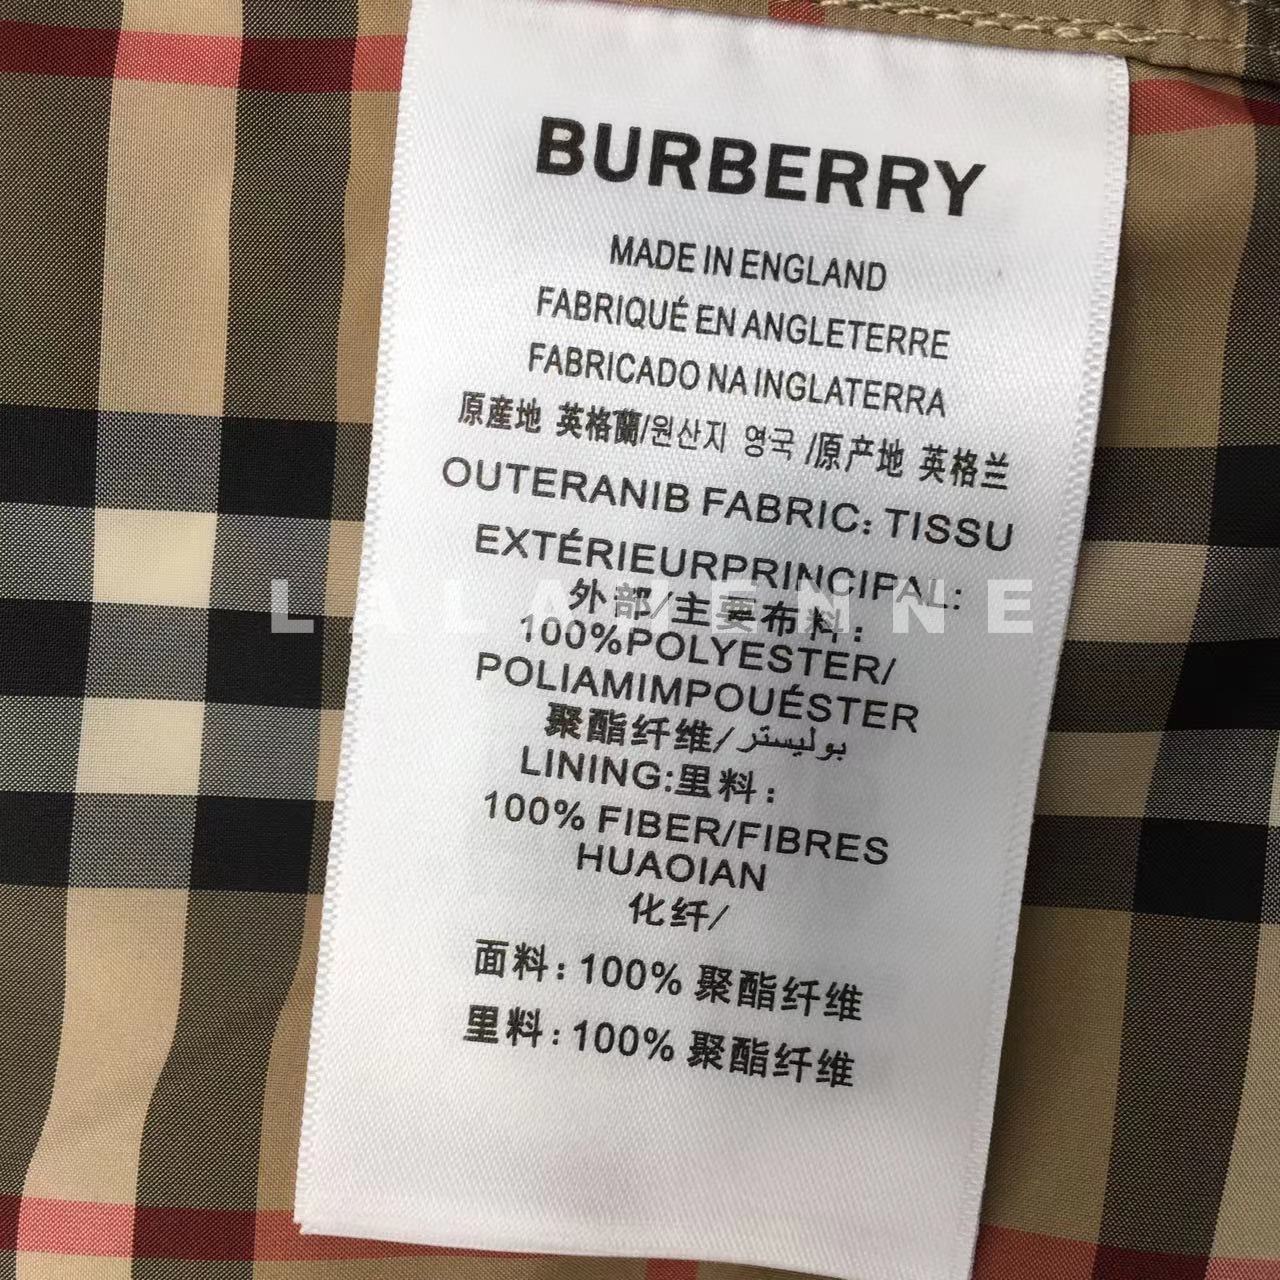 BURBERRY
MADE IN ENGLAND
FABRIQUÉ EN ANGLETERRE
FABRICADO NA INGLATERRA
原産地 英格蘭/원산지 영국 /原产地 英格兰
OUTERANIB FABRIC: TISSU
EXTÉRIEURPRINCIPAL:
外部/主要布料:
LALAVENNE
100%POLYESTER/
POLIAMIMPOUÉSTER
聚酯纤维/بوليستر
LINING:里料:
100% FIBER/FIBRES
HUAOIAN
化纤/
面料: 100% 聚酯纤维
里料: 100% 聚酯纤维